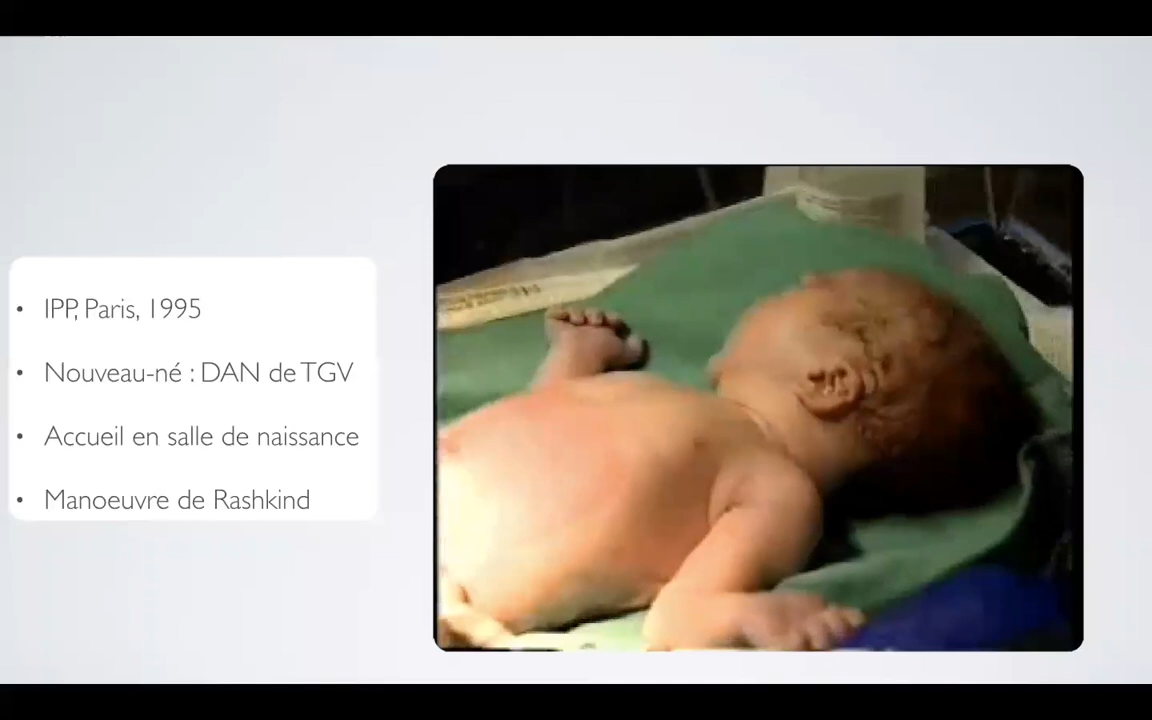 • IPP, Paris, 1995
• Nouveau-né : DAN de TGV
• Accueil en salle de naissance
• Manoeuvre de Rashkind